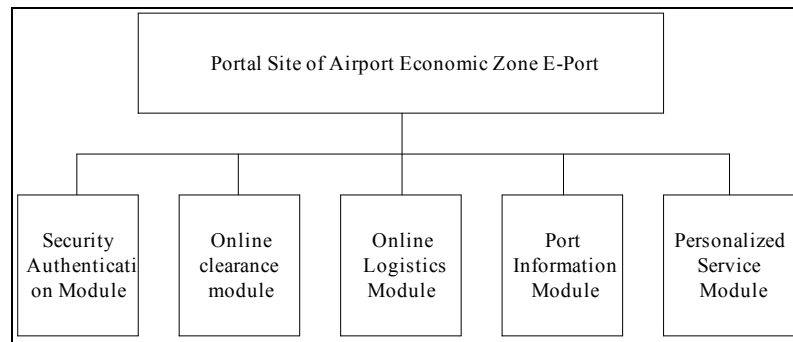 Portal Site of Airport Economic Zone E-Port
Security
Authenticati
on Module
Online
clearance
module
Online
Logistics
Module
Port
Information
Module
Personalized
Service
Module